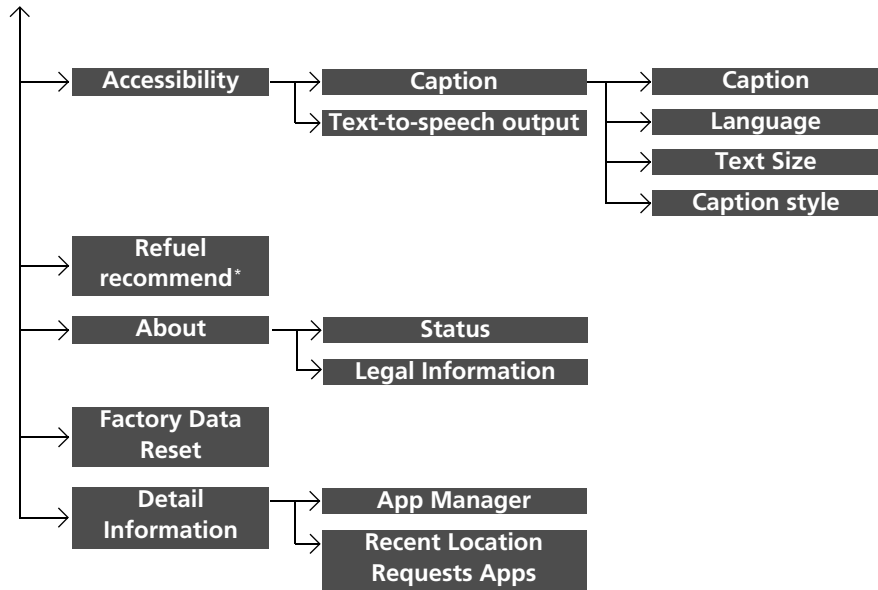 Accessibility
Caption
Caption
Text-to-speech output
Language
Text Size
Caption style
Refuel
recommend*
About
Status
Legal Information
Factory Data
Reset
Detail
Information
App Manager
Recent Location
Requests Apps